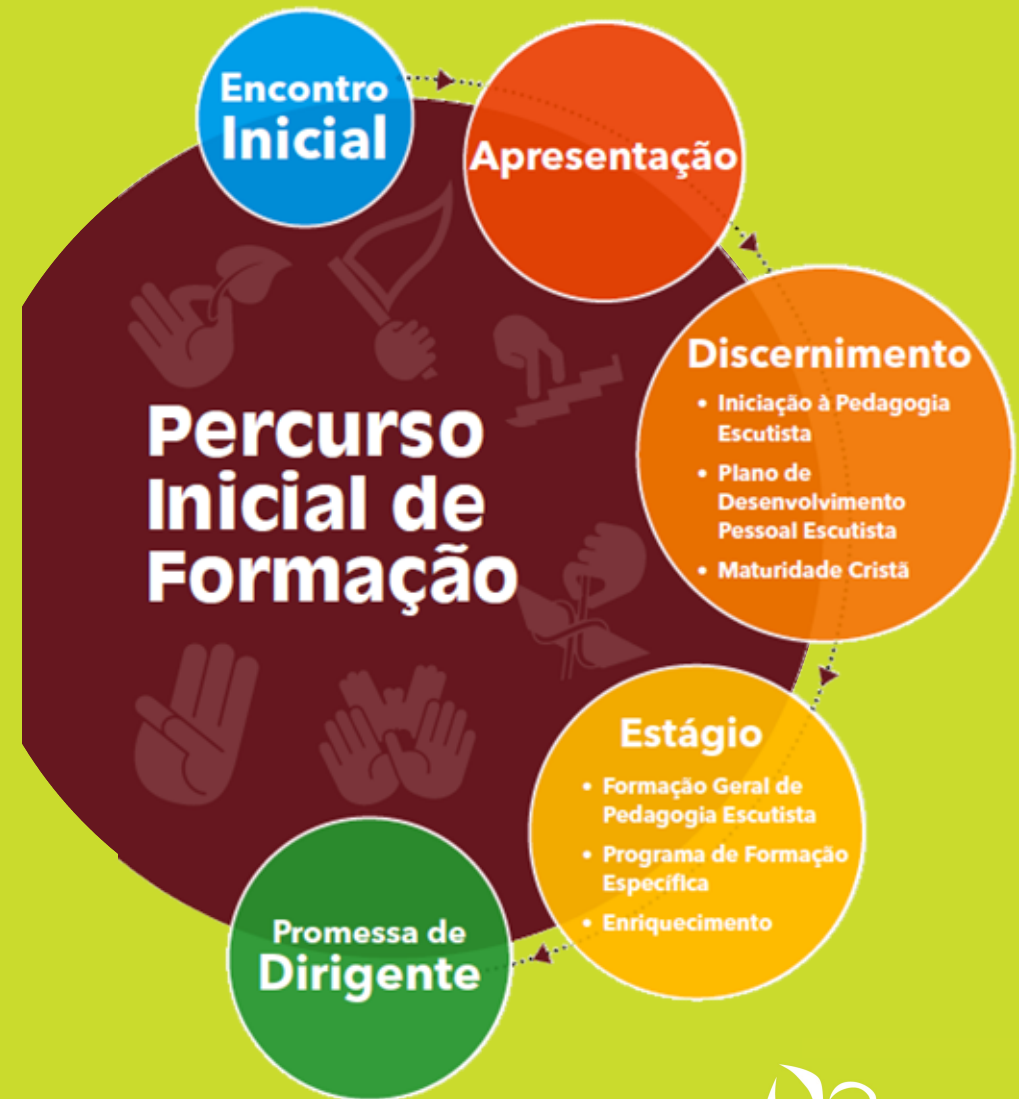 Encontro
Inicial
Apresentação
Discernimento
• Iniciação à Pedagogia
Escutista
• Plano de
Desenvolvimento
Pessoal Escutista
• Maturidade Cristã
Percurso
Inicial de
Formação
Estágio
• Formação Geral de
Pedagogia Escutista
• Programa de Formação
Específica
• Enriquecimento
Promessa de
Dirigente